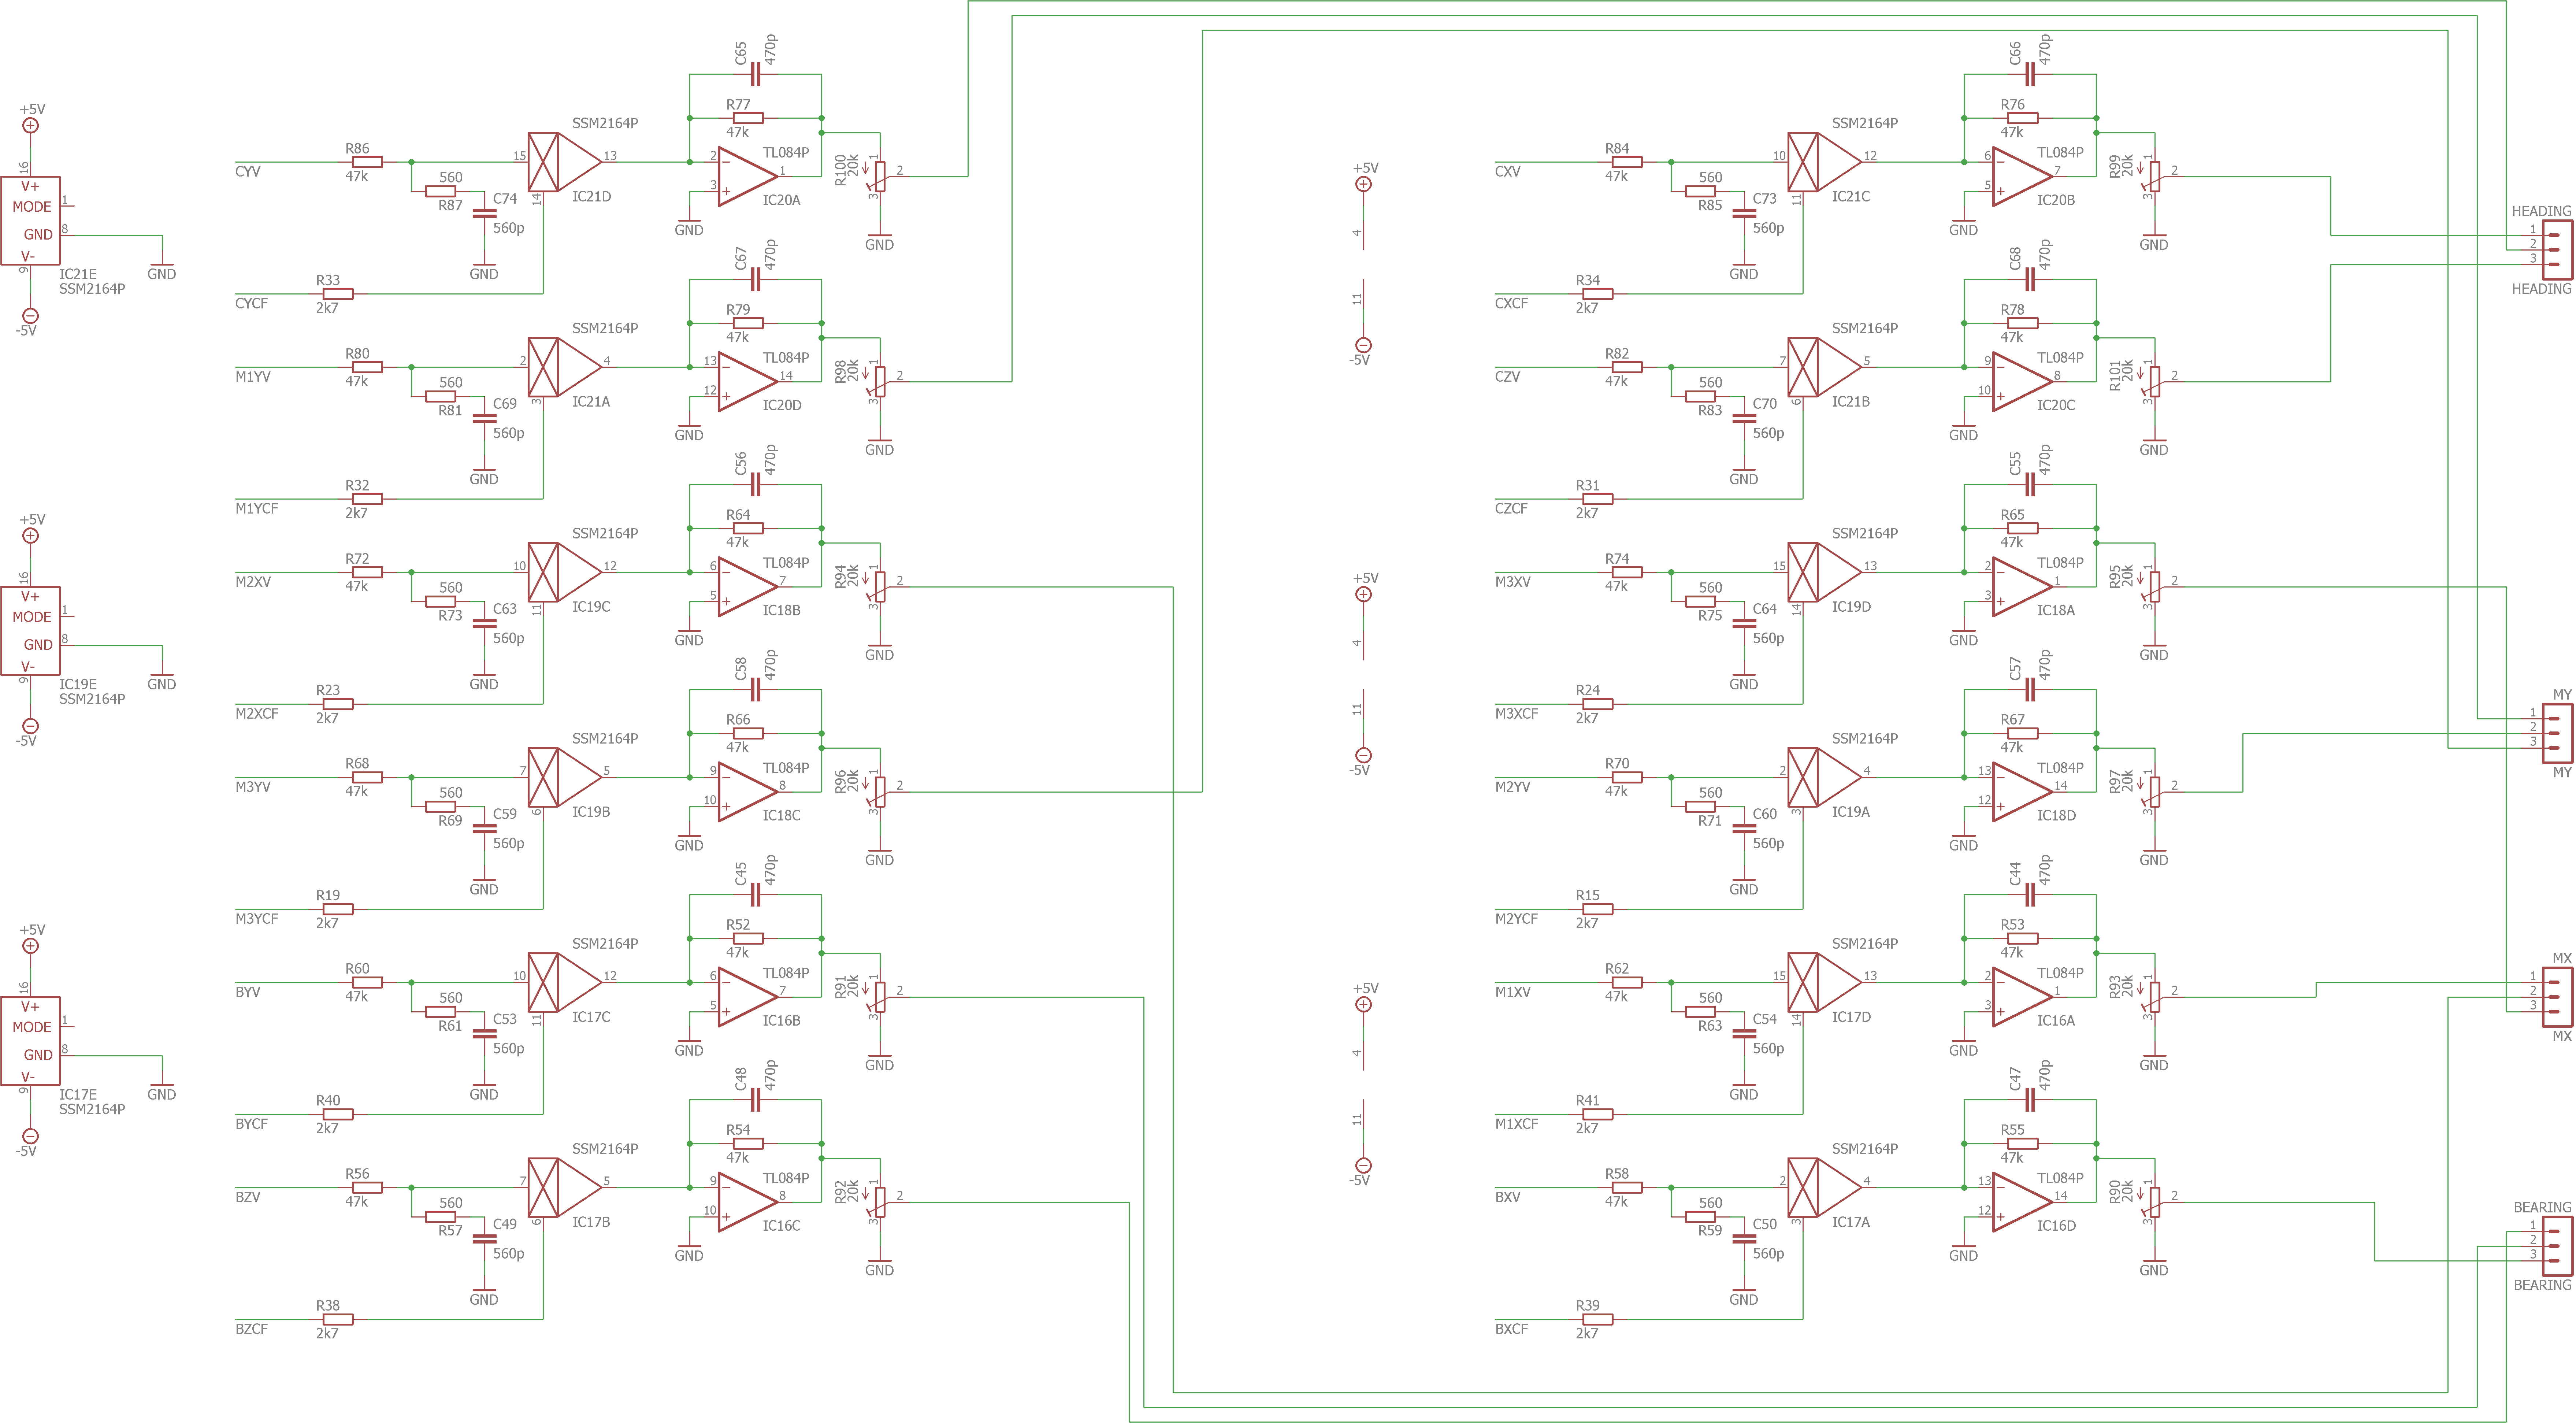 +5V
16
V+
MODE
1
GND
8
V-
9
GND
IC21E
SSM2164P
-5V
+5V
16
V+
MODE
1
GND
8
V-
9
GND
IC19E
SSM2164P
-5V
+5V
16
V+
MODE
1
GND
8
V-
9
GND
IC17E
SSM2164P
-5V
CYV
R86
47k
560
R87
C74
560p
GND
15
SSM2164P
13
14
IC21D
CYCF
R33
2k7
C65
470p
R77
47k
2
3
TL084P
1
IC20A
GND
R100
20k
1
2
3
GND
M1YV
R80
47k
560
R81
C69
560p
GND
2
SSM2164P
4
3
IC21A
M1YCF
R32
2k7
C67
470p
R79
47k
13
12
TL084P
14
IC20D
GND
R98
20k
1
2
3
GND
M2XV
R72
47k
560
R73
C63
560p
GND
10
SSM2164P
12
11
IC19C
M2XCF
R23
2k7
C56
470p
R64
47k
6
5
TL084P
7
IC18B
GND
R94
20k
1
2
3
GND
M3YV
R68
47k
560
R69
C59
560p
GND
7
SSM2164P
5
6
IC19B
M3YCF
R19
2k7
C58
470p
R66
47k
9
10
TL084P
8
IC18C
GND
R96
20k
1
2
3
GND
BYV
R60
47k
560
R61
C53
560p
GND
10
SSM2164P
12
11
IC17C
BYCF
R40
2k7
C45
470p
R52
47k
6
5
TL084P
7
IC16B
GND
R91
20k
1
2
3
GND
BZV
R56
47k
560
R57
C49
560p
GND
7
SSM2164P
5
6
IC17B
BZCF
R38
2k7
C48
470p
R54
47k
9
10
TL084P
8
IC16C
GND
R92
20k
1
2
3
GND
+5V
4
11
-5V
+5V
4
11
-5V
+5V
4
11
-5V
CXV
R84
47k
560
R85
C73
560p
GND
10
SSM2164P
12
11
IC21C
CXCF
R34
2k7
C66
470p
R76
47k
6
5
TL084P
7
IC20B
GND
R99
20k
1
2
3
GND
CZV
R82
47k
560
R83
C70
560p
GND
7
SSM2164P
5
6
IC21B
CZCF
R31
2k7
C68
470p
R78
47k
9
10
TL084P
8
IC20C
GND
R101
20k
1
2
3
GND
M3XV
R74
47k
560
R75
C64
560p
GND
15
SSM2164P
13
14
IC19D
M3XCF
R24
2k7
C55
470p
R65
47k
2
3
TL084P
1
IC18A
GND
R95
20k
1
2
3
GND
M2YV
R70
47k
560
R71
C60
560p
GND
2
SSM2164P
4
3
IC19A
M2YCF
R15
2k7
C57
470p
R67
47k
13
12
TL084P
14
IC18D
GND
R97
20k
1
2
3
GND
M1XV
R62
47k
560
R63
C54
560p
GND
15
SSM2164P
13
14
IC17D
M1XCF
R41
2k7
C44
470p
R53
47k
2
3
TL084P
1
IC16A
GND
R93
20k
1
2
3
GND
BXV
R58
47k
560
R59
C50
560p
GND
2
SSM2164P
4
3
IC17A
BXCF
R39
2k7
C47
470p
R55
47k
13
12
TL084P
14
IC16D
GND
R90
20k
1
2
3
GND
HEADING
1
2
3
HEADING
MY
1
2
3
MY
MX
1
2
3
MX
BEARING
1
2
3
BEARING